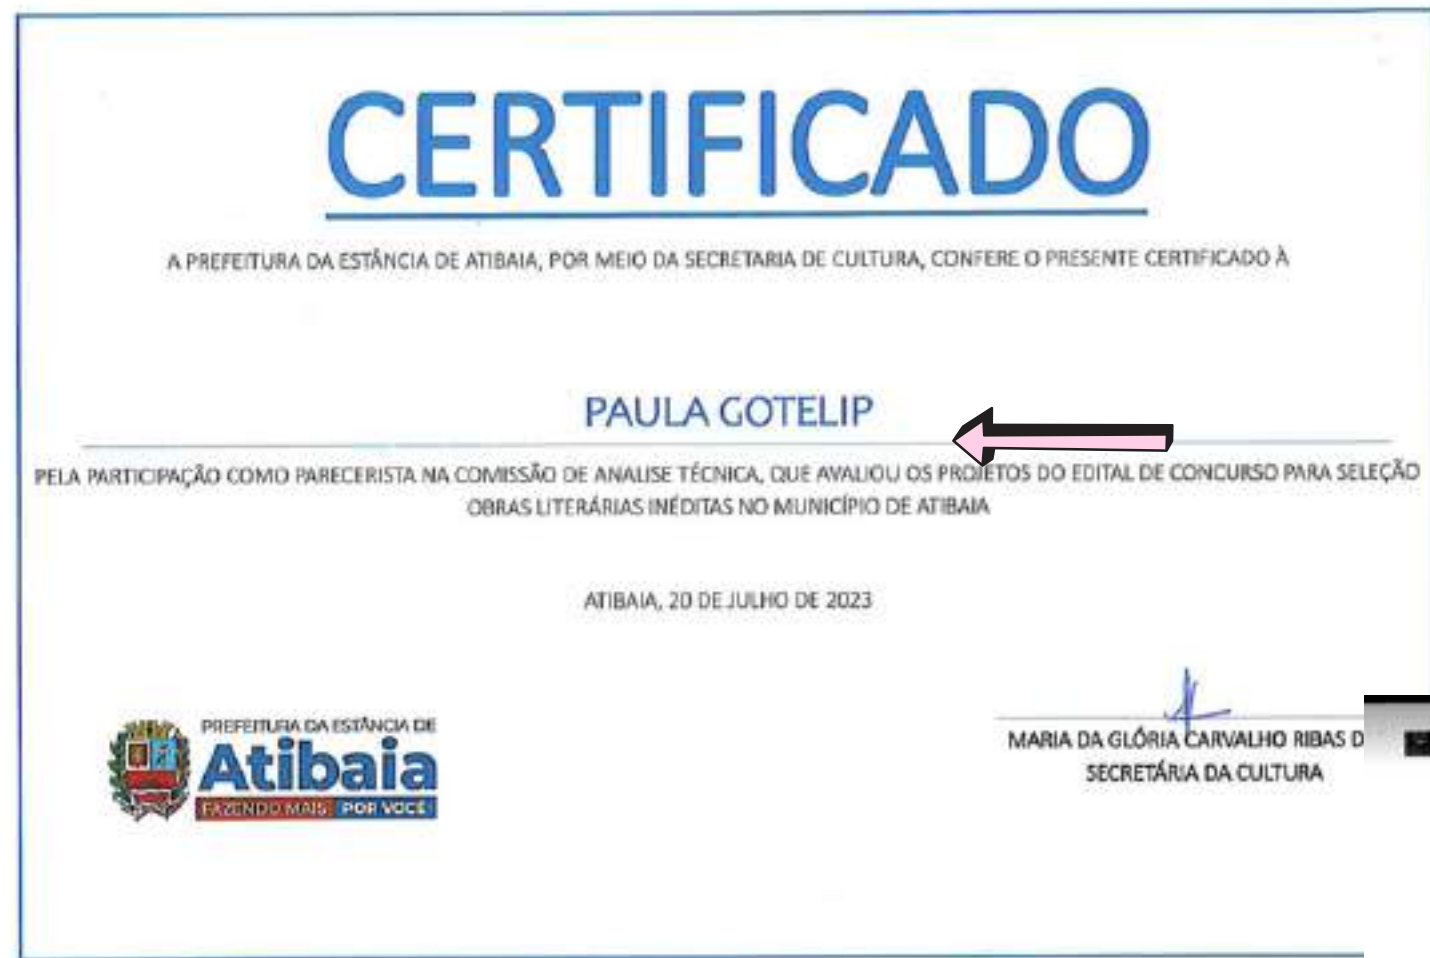 CERTIFICADO
A PREFEITURA DA ESTÂNCIA DE ATIBAIA, POR MEIO DA SECRETARIA DE CULTURA, CONFERE O PRESENTE CERTIFICADO À
PAULA GOTELIP
PELA PARTICIPAÇÃO COMO PARECERISTA NA COMISSÃO DE ANALISE TÉCNICA, QUE AVALIOU OS PROJETOS DO EDITAL DE CONCURSO PARA SELEÇÃO
OBRAS LITERÁRIAS INÉDITAS NO MUNICÍPIO DE ATIBAIA
ATIBAIA, 20 DE JULHO DE 2023
PREFEITURA DA ESTÂNCIA DE
Atibaia
FAZENDO MAIS POR VOCÊ
MARIA DA GLÓRIA CARVALHO RIBAS D
SECRETÁRIA DA CULTURA